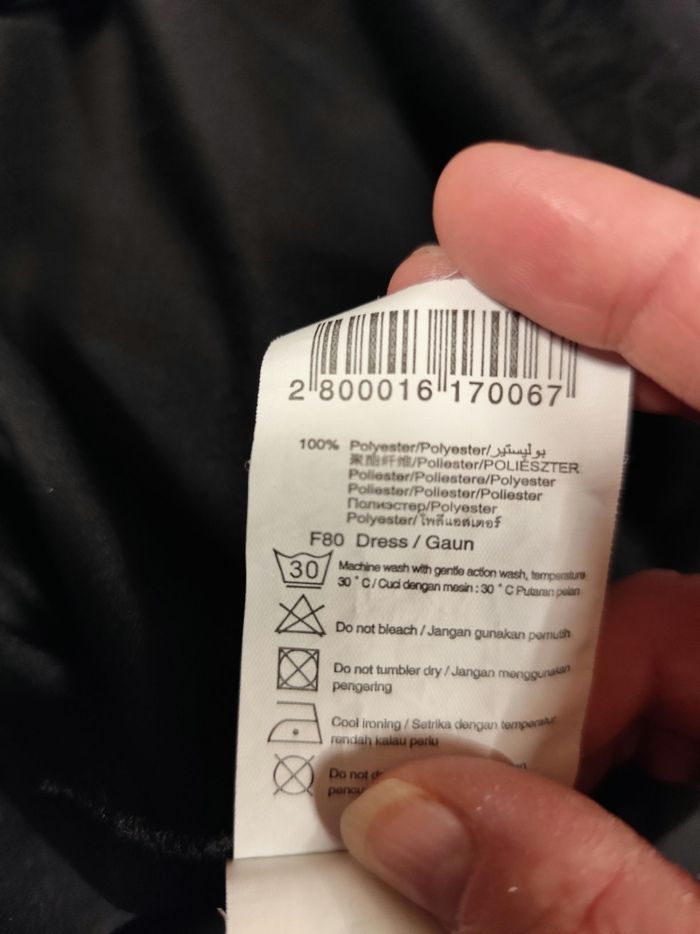 2 800016 170067
100% Polyester/Polyester/بوليستير/
聚酯纤维/Poliester/POLIÉSZTER
Poliester/Poliestere/Polyester
Poliester/Poliester/Poliester
Полиэстер/Polyester
Polyester/โพลีเอสเตอร์
F80 Dress / Gaun
30
Machine wash with gentle action wash, temperature
30 ° C / Cuci dengan mesin : 30 ° C Putaran pelan
Do not bleach / Jangan gunakan pemutih
Do not tumbler dry / Jangan menggunakan
pengering
Cool ironing / Setrika dengan temperatur
rendah kalau perlu
Do not